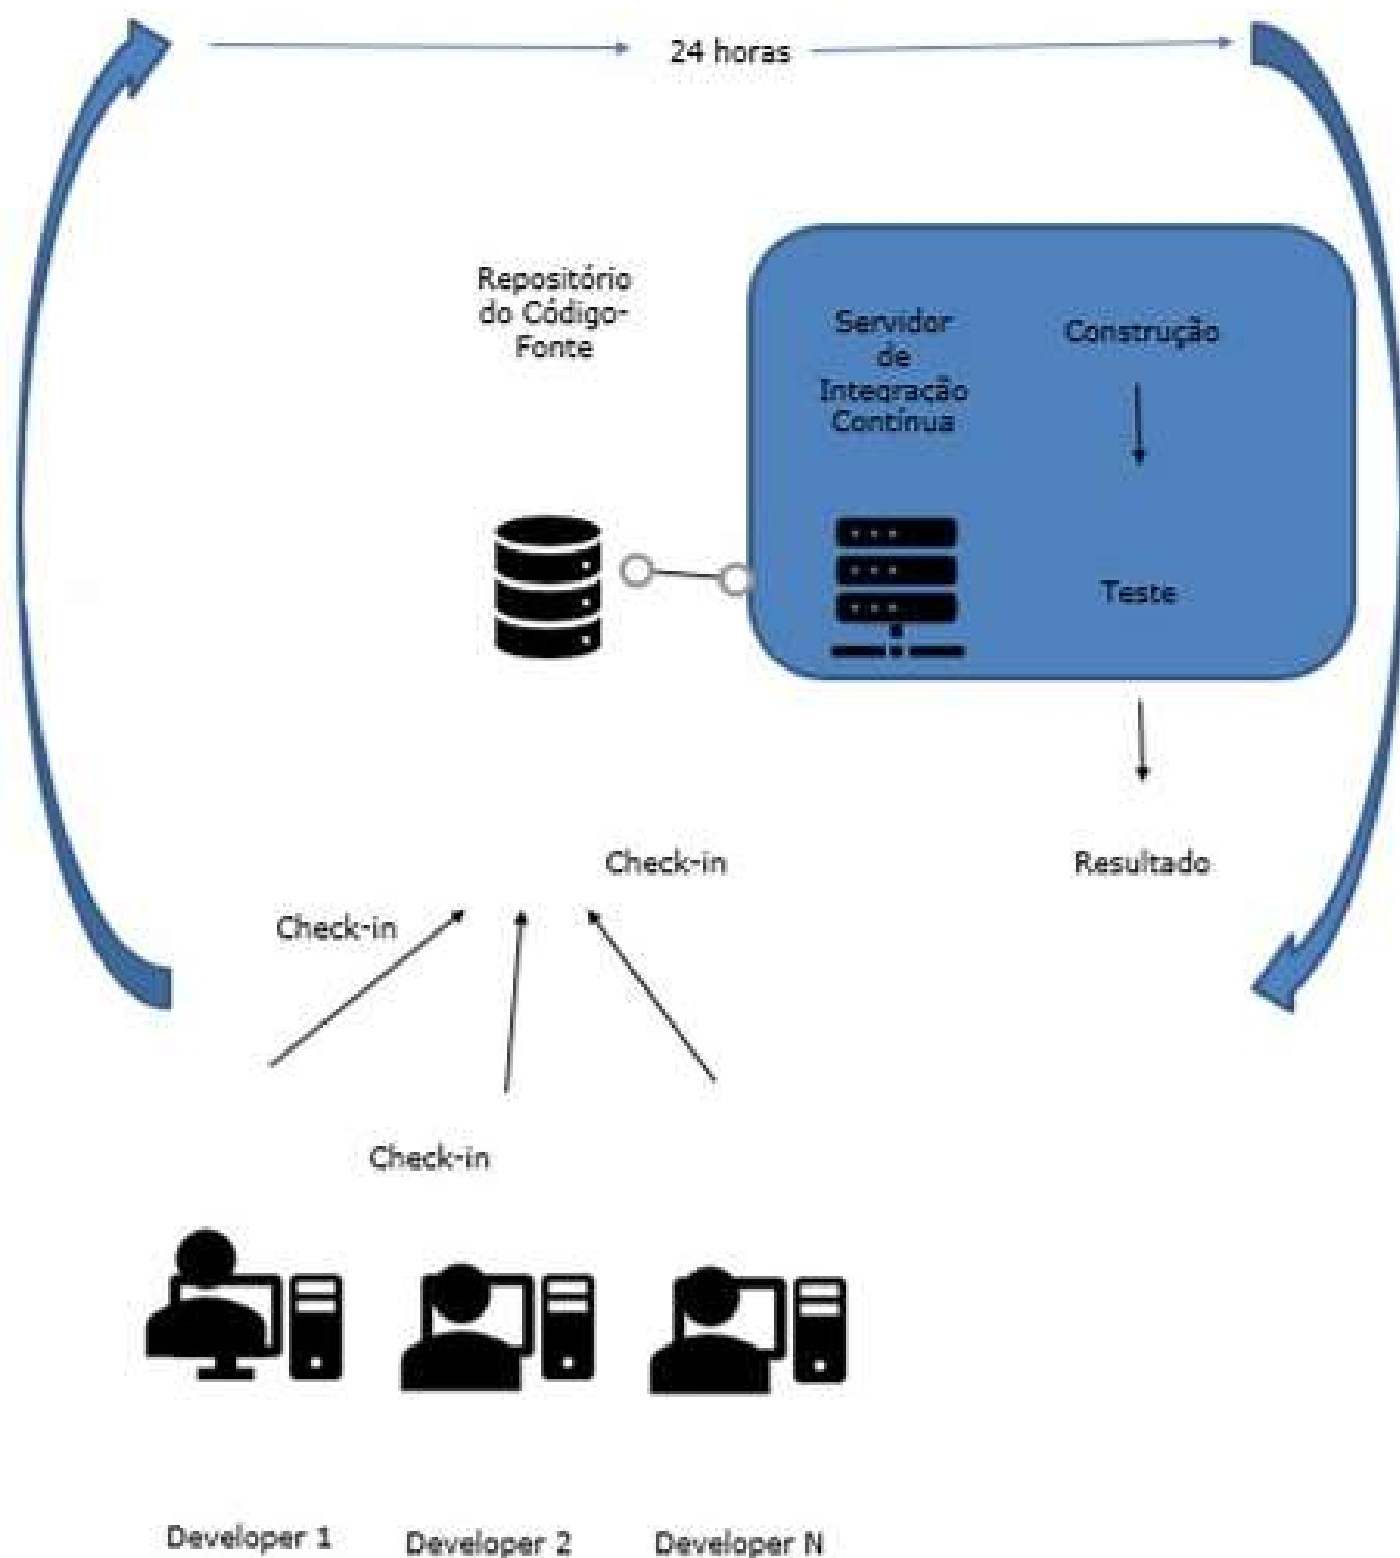 24 horas
Repositório
do Código-
Fonte
Servidor
de
Integração
Contínua
Construção
Teste
Resultado
Check-in
Check-in
Check-in
Developer 1
Developer 2
Developer N